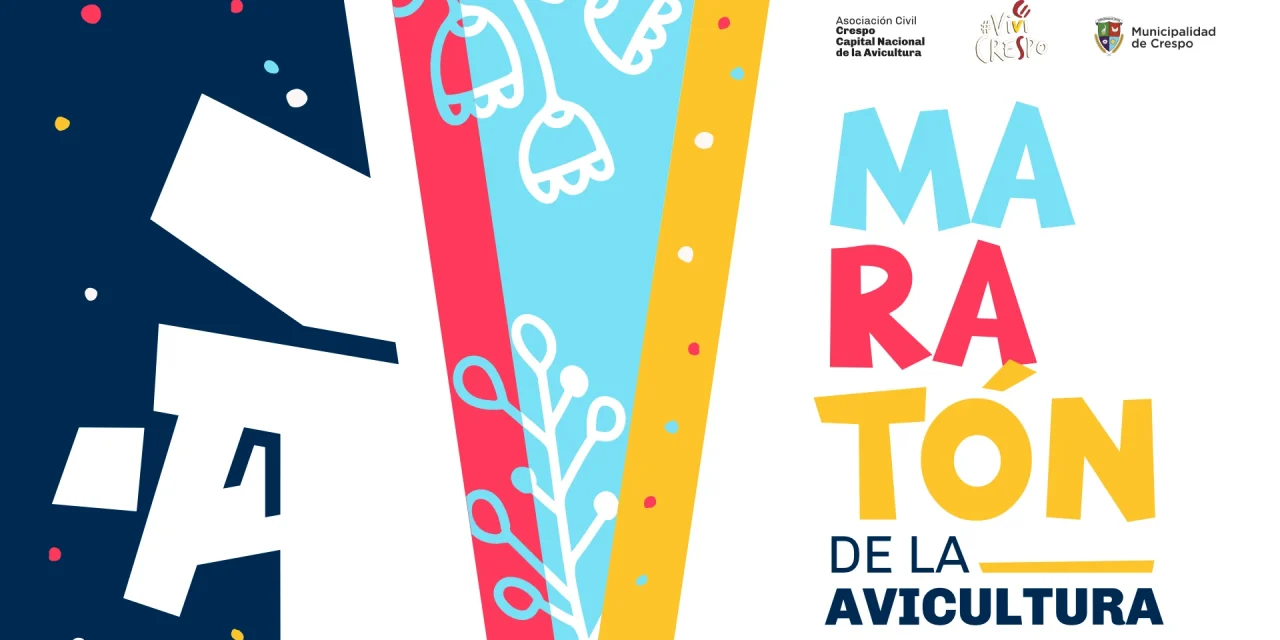 Asociación Civil
Crespo
Capital Nacional
de la Avicultura
#Viví
CRESPO
Municipalidad
de Crespo
MA
RA
TÓN
DE LA
AVICULTURA